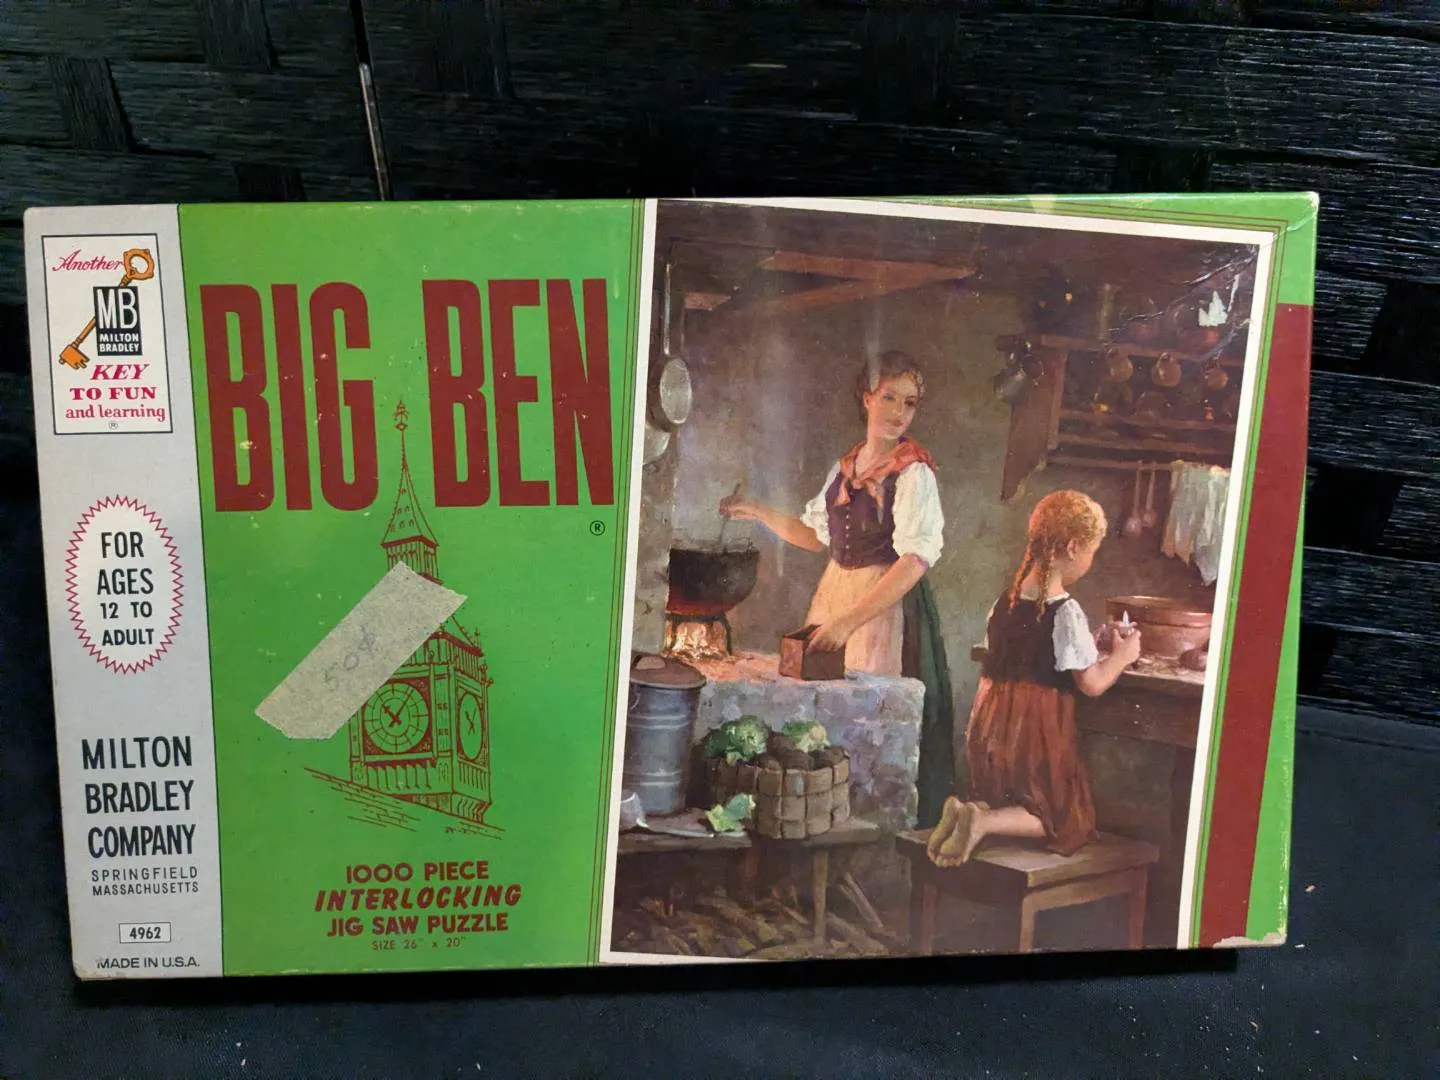 Another
MB
MILTON
BRADLEY
KEY
TO FUN
and learning
®
FOR
AGES
12 TO
ADULT
MILTON
BRADLEY
COMPANY
SPRINGFIELD
MASSACHUSETTS
4962
MADE IN U.S.A.
BIG BEN
®
50¢
1000 PIECE
INTERLOCKING
JIG SAW PUZZLE
SIZE 26" x 20"